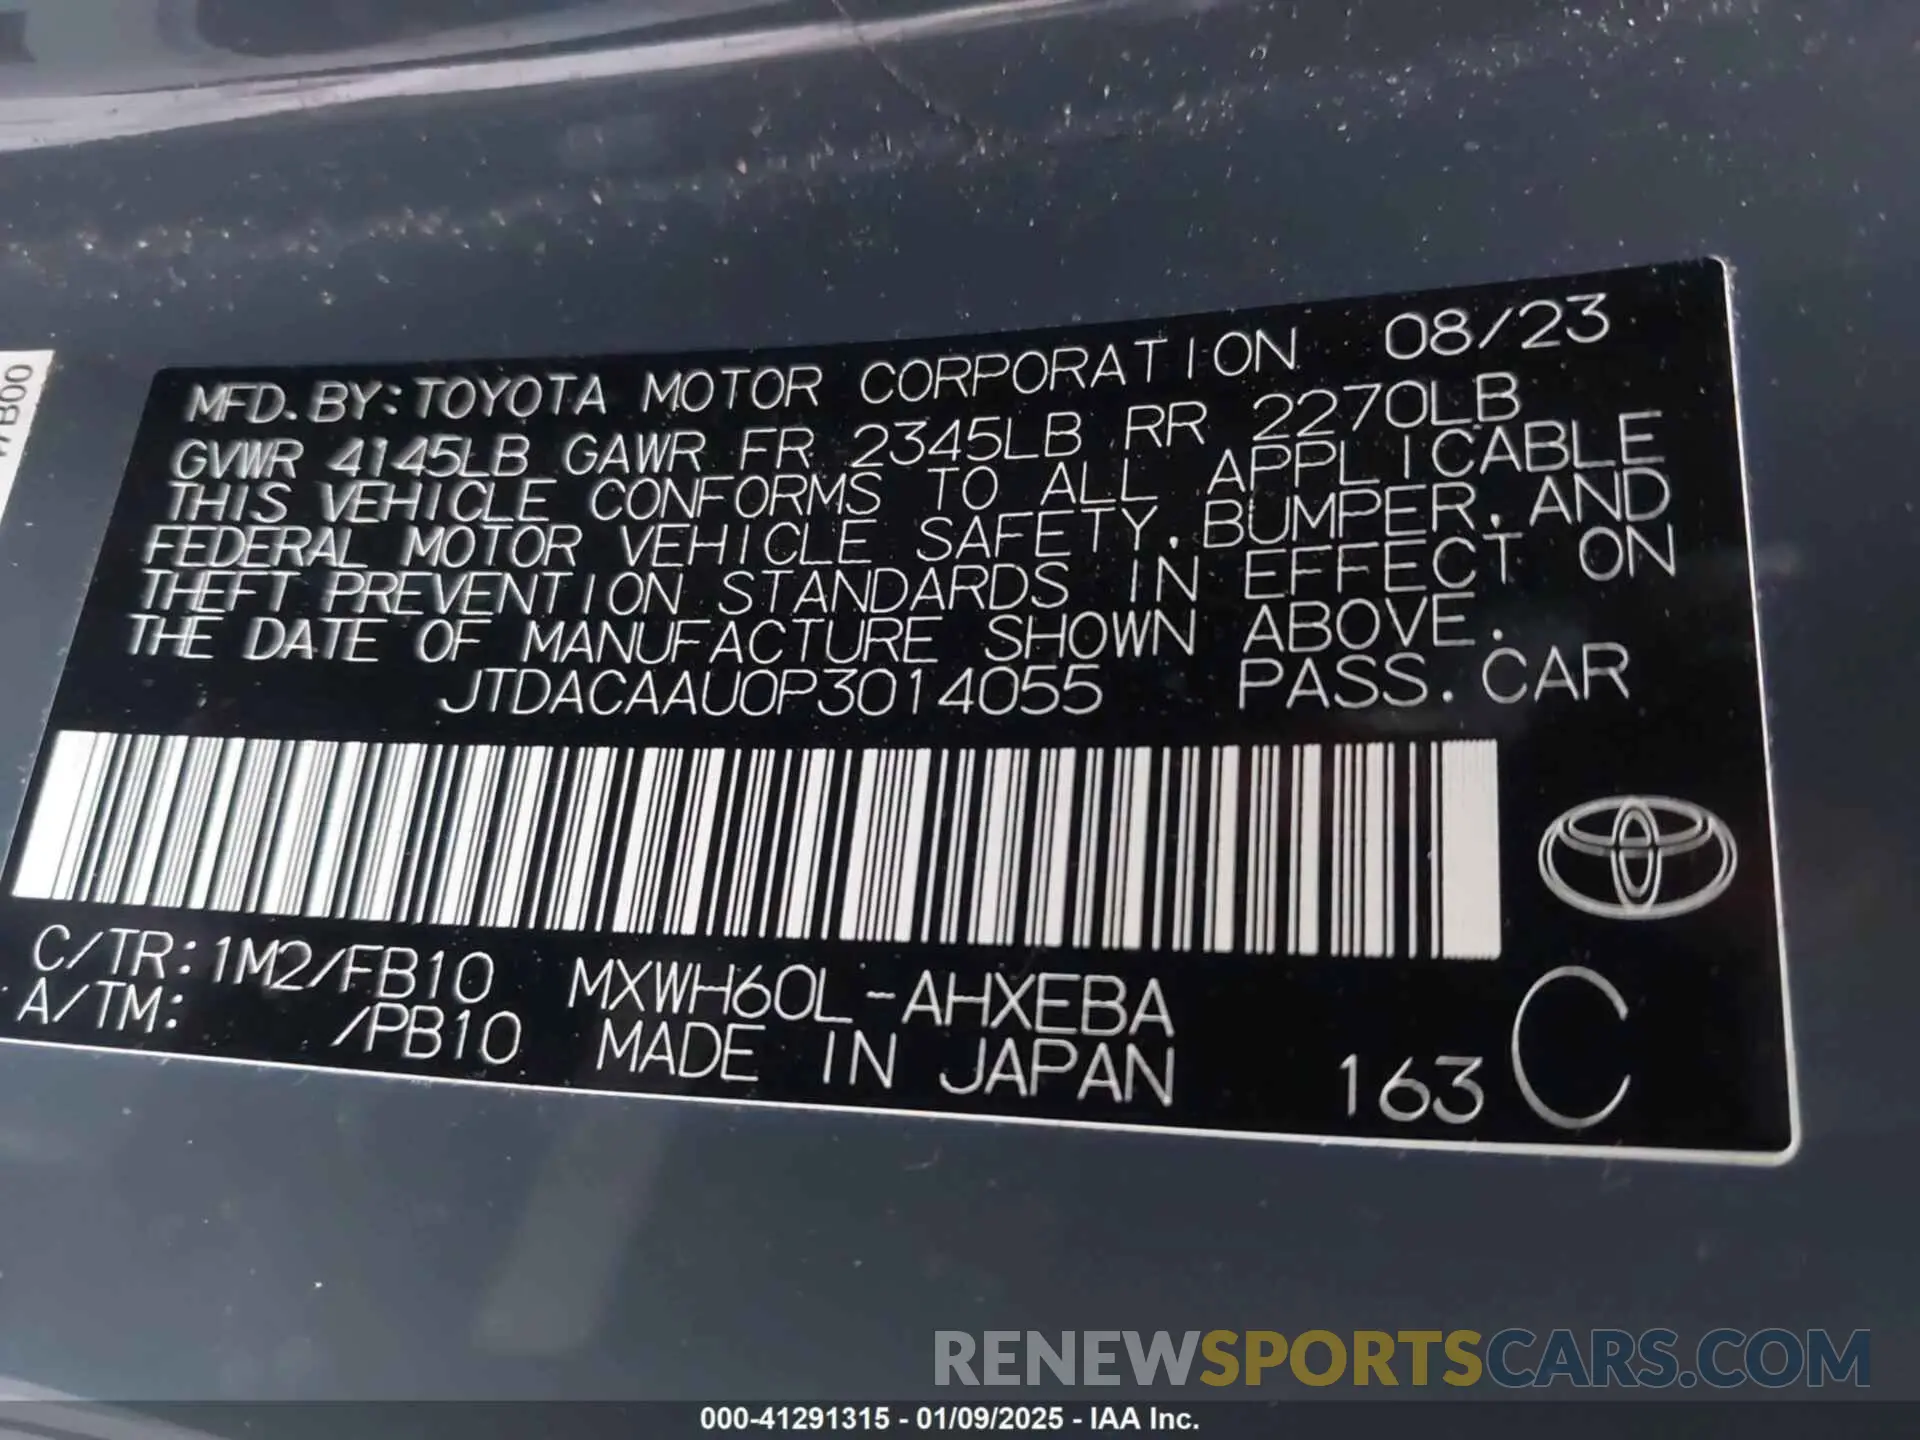 MFD. BY: TOYOTA MOTOR CORPORATION 08/23
GVWR 4145LB GAWR FR 2345LB RR 2270LB
THIS VEHICLE CONFORMS TO ALL APPLICABLE
FEDERAL MOTOR VEHICLE SAFETY, BUMPER, AND
THEFT PREVENTION STANDARDS IN EFFECT ON
THE DATE OF MANUFACTURE SHOWN ABOVE.
JTDACAAU0P3014055 PASS. CAR
C/TR: 1M2/FB10 MXWH60L-AHXEBA
A/TM: /PB10 MADE IN JAPAN 163 C
RENEWSPORTSCARS.COM
000-41291315 - 01/09/2025 - IAA Inc.